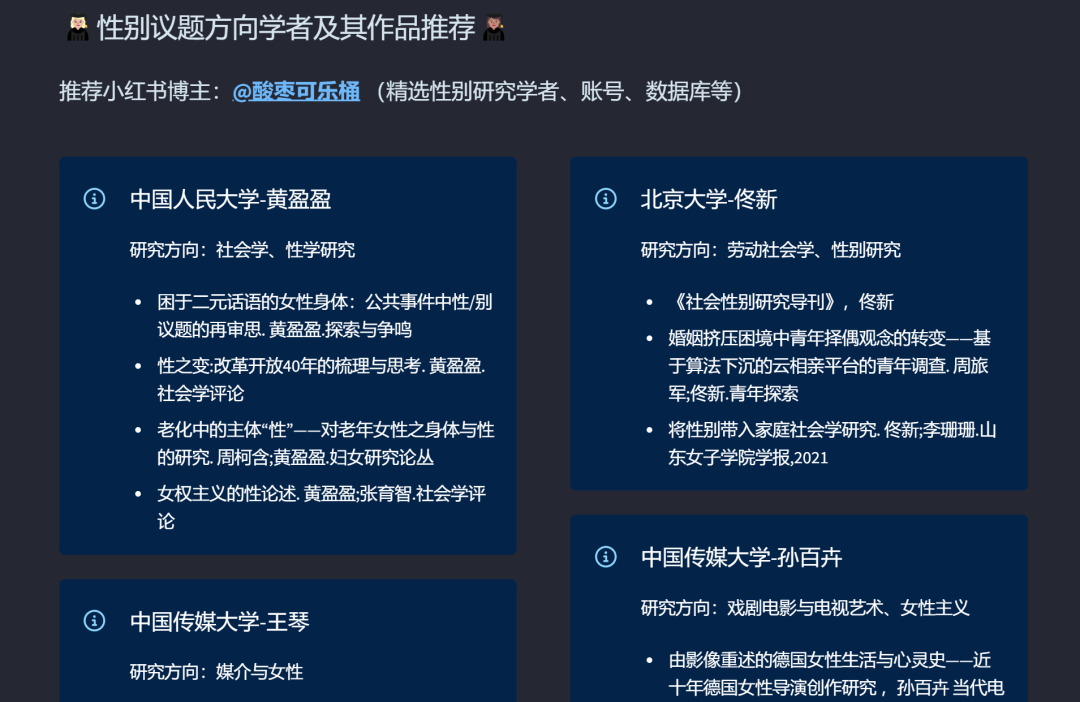 性别议题方向学者及其作品推荐
推荐小红书博主：@酸枣可乐桶 （精选性别研究学者、账号、数据库等）
中国人民大学-黄盈盈
研究方向：社会学、性学研究
• 困于二元话语的女性身体：公共事件中性/别
议题的再审思. 黄盈盈.探索与争鸣
• 性之变:改革开放40年的梳理与思考. 黄盈盈.
社会学评论
• 老化中的主体“性”——对老年女性之身体与性
的研究. 周柯含;黄盈盈.妇女研究论丛
• 女权主义的性论述. 黄盈盈;张育智.社会学评
论
中国传媒大学-王琴
研究方向：媒介与女性
北京大学-佟新
研究方向：劳动社会学、性别研究
• 《社会性别研究导刊》，佟新
• 婚姻挤压困境中青年择偶观念的转变——基
于算法下沉的云相亲平台的青年调查. 周旅
军;佟新.青年探索
• 将性别带入家庭社会学研究. 佟新;李珊珊.山
东女子学院学报,2021
中国传媒大学-孙百卉
研究方向：戏剧电影与电视艺术、女性主义
• 由影像重述的德国女性生活与心灵史——近
十年德国女性导演创作研究 ，孙百卉 当代电